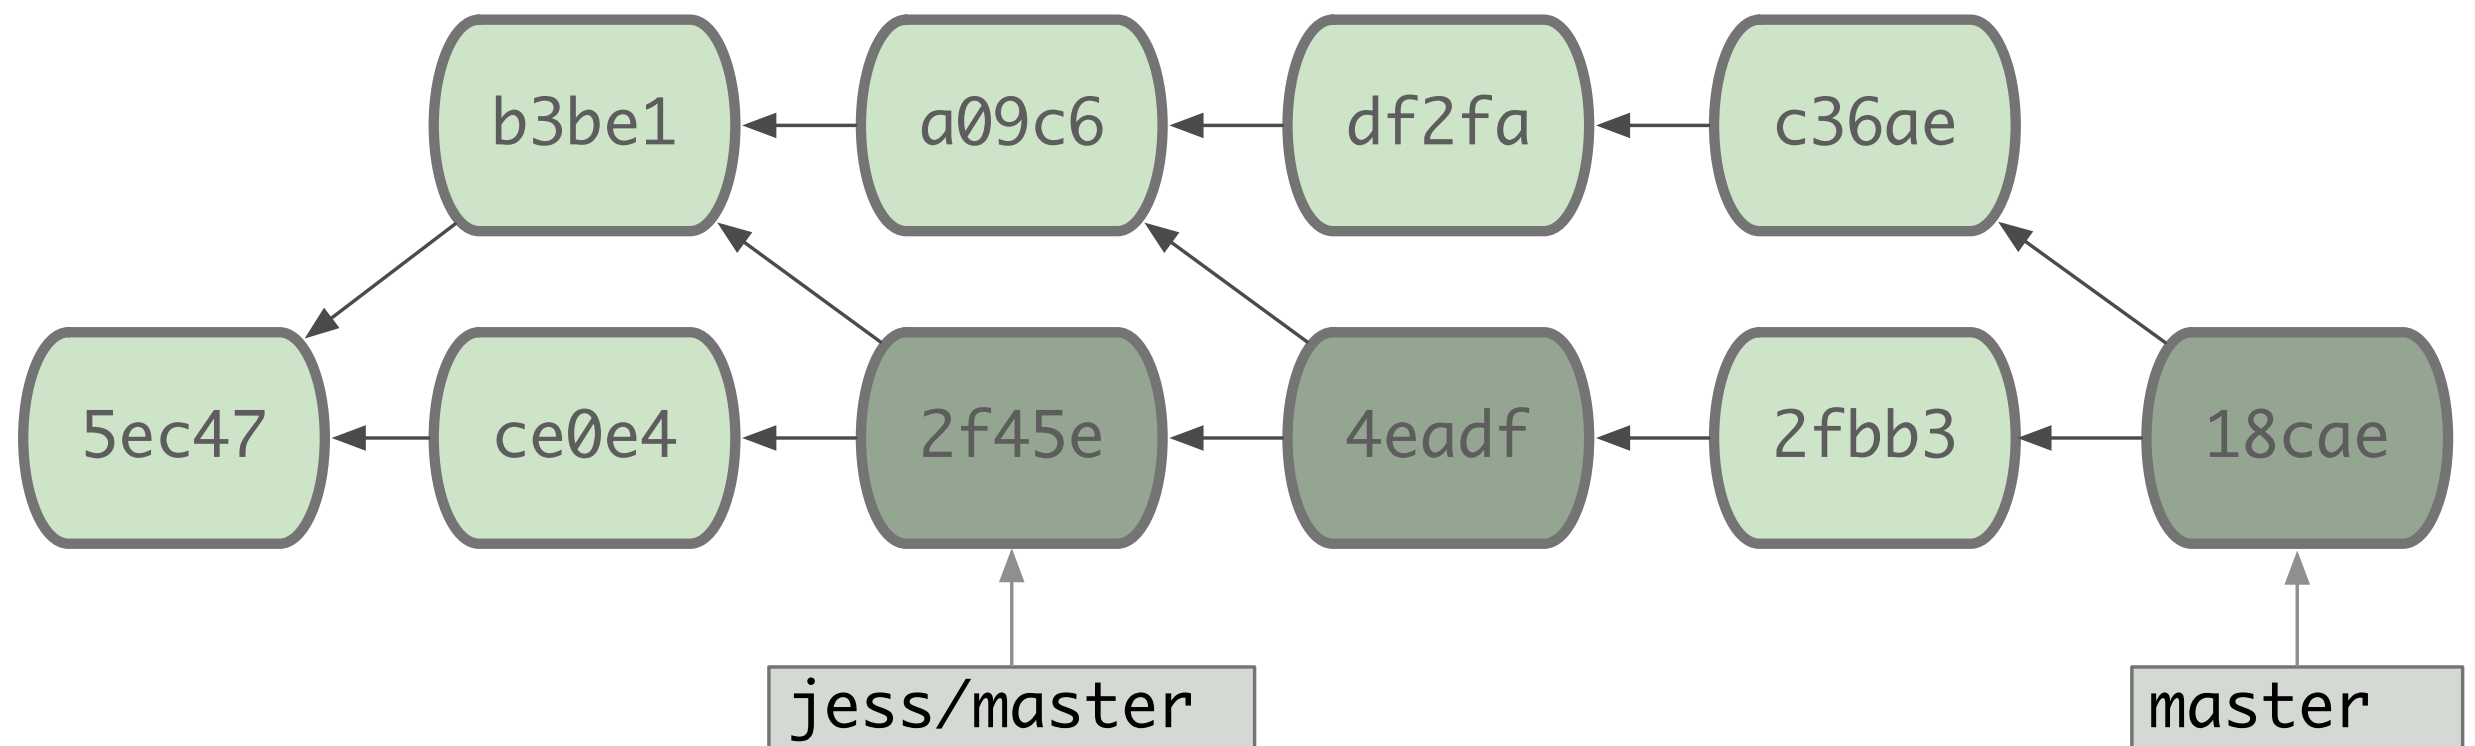 b3be1 a09c6 df2fa c36ae
5ec47 ce0e4 2f45e 4eadf 2fbb3 18cae
jess/master master